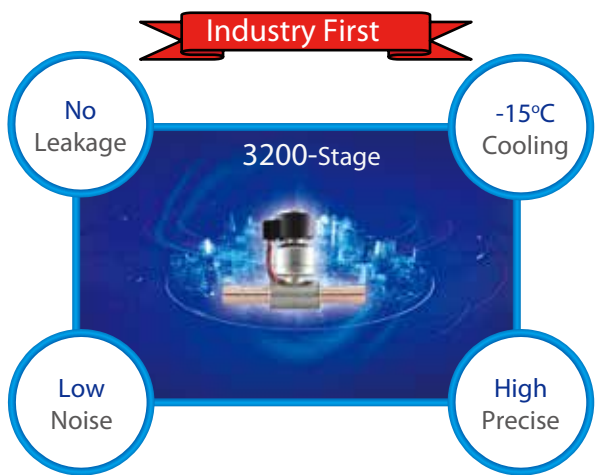 Industry First
No
Leakage
-15°C
Cooling
3200-Stage
Low
Noise
High
Precise